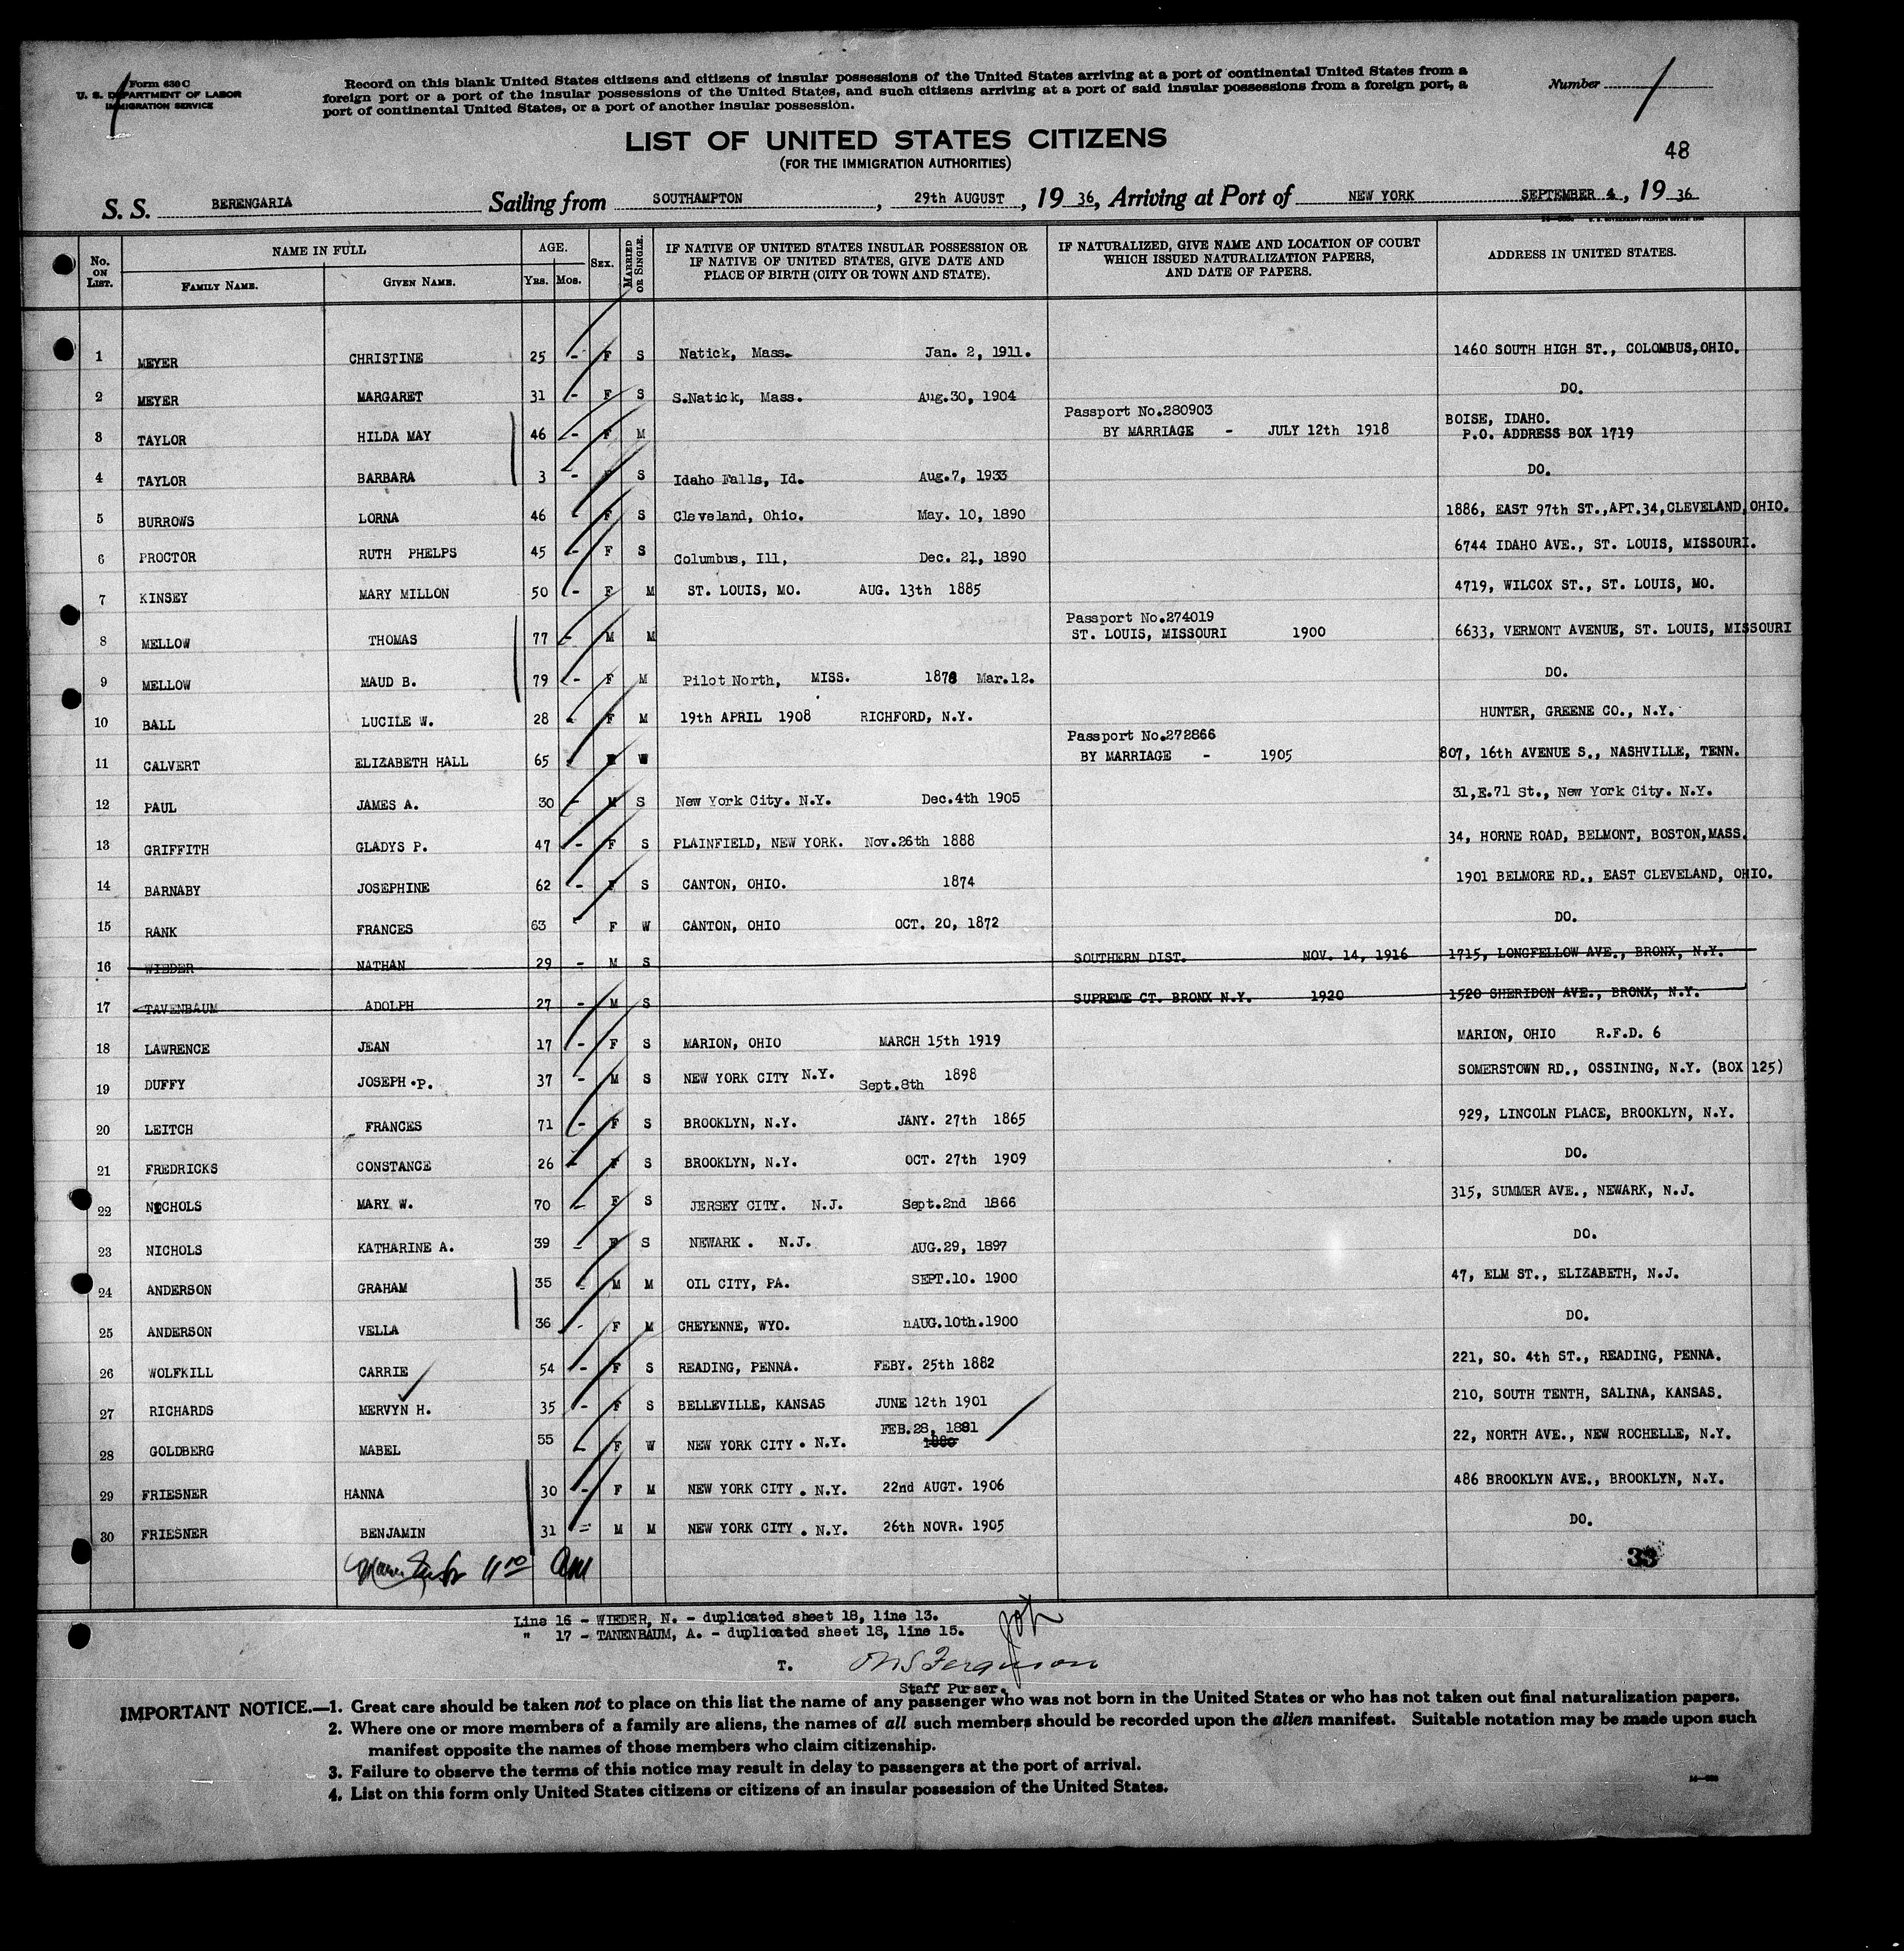 Form 630 C
U. S. DEPARTMENT OF LABOR
IMMIGRATION SERVICE
Record on this blank United States citizens and citizens of insular possessions of the United States arriving at a port of continental United States from a
foreign port or a port of the insular possessions of the United States, and such citizens arriving at a port of said insular possessions from a foreign port, a
port of continental United States, or a port of another insular possession.
Number
LIST OF UNITED STATES CITIZENS
(FOR THE IMMIGRATION AUTHORITIES)
48
S. S. BERENGARIA Sailing from SOUTHAMPTON, 29th AUGUST, 19 36, Arriving at Port of NEW YORK SEPTEMBER 4, 19 36
No. ON LIST. NAME IN FULL FAMILY NAME. GIVEN NAME. AGE. YRS. MOS. SEX. MARRIED OR SINGLE. IF NATIVE OF UNITED STATES INSULAR POSSESSION OR IF NATIVE OF UNITED STATES, GIVE DATE AND PLACE OF BIRTH (CITY OR TOWN AND STATE). IF NATURALIZED, GIVE NAME AND LOCATION OF COURT WHICH ISSUED NATURALIZATION PAPERS, AND DATE OF PAPERS. ADDRESS IN UNITED STATES.
1 MEYER CHRISTINE 25 - F S Natick, Mass. Jan. 2, 1911. 1460 SOUTH HIGH ST., COLOMBUS,OHIO.
2 MEYER MARGARET 31 - F S S.Natick, Mass. Aug.30, 1904 DO.
Passport No.280903 BOISE, IDAHO.
3 TAYLOR HILDA MAY 46 - F M BY MARRIAGE - JULY 12th 1918 P.O. ADDRESS BOX 1719
4 TAYLOR BARBARA 3 - F S Idaho Falls, Id. Aug.7, 1933 DO.
5 BURROWS LORNA 46 - F S Cleveland, Ohio. May. 10, 1890 1886, EAST 97th ST.,APT.34,CLEVELAND,OHIO.
6 PROCTOR RUTH PHELPS 45 - F S Columbus, Ill, Dec. 21, 1890 6744 IDAHO AVE., ST. LOUIS, MISSOURI.
7 KINSEY MARY MILLON 50 - F M ST. LOUIS, MO. AUG. 13th 1885 4719, WILCOX ST., ST. LOUIS, MO.
Passport No.274019
8 MELLOW THOMAS 77 - M M ST. LOUIS, MISSOURI 1900 6633, VERMONT AVENUE, ST. LOUIS, MISSOURI
9 MELLOW MAUD B. 79 - F M Pilot North, MISS. 1878 Mar.12. DO.
10 BALL LUCILE W. 28 - F M 19th APRIL 1908 RICHFORD, N.Y. HUNTER, GREENE CO., N.Y.
Passport No.272866
11 CALVERT ELIZABETH HALL 65 F W BY MARRIAGE - 1905 807, 16th AVENUE S., NASHVILLE, TENN.
12 PAUL JAMES A. 30 - M S New York City. N.Y. Dec.4th 1905 31,E.71 St., New York City. N.Y.
13 GRIFFITH GLADYS P. 47 - F S PLAINFIELD, NEW YORK. Nov.26th 1888 34, HORNE ROAD, BELMONT, BOSTON,MASS.
14 BARNABY JOSEPHINE 62 - F S CANTON, OHIO. 1874 1901 BELMORE RD., EAST CLEVELAND, OHIO.
15 RANK FRANCES 63 F W CANTON, OHIO OCT. 20, 1872 DO.
16 WIEDER NATHAN 29 - M S SOUTHERN DIST. NOV. 14, 1916 1715, LONGFELLOW AVE., BRONX, N.Y.
17 TAVENBAUM ADOLPH 27 - M S SUPREME CT. BRONX N.Y. 1920 1520 SHERIDON AVE., BRONX, N.Y.
18 LAWRENCE JEAN 17 - F S MARION, OHIO MARCH 15th 1919 MARION, OHIO R.F.D. 6
19 DUFFY JOSEPH P. 37 - M S NEW YORK CITY N.Y. Sept.8th 1898 SOMERSTOWN RD., OSSINING, N.Y. (BOX 125)
20 LEITCH FRANCES 71 - F S BROOKLYN, N.Y. JANY. 27th 1865 929, LINCOLN PLACE, BROOKLYN, N.Y.
21 FREDRICKS CONSTANCE 26 - F S BROOKLYN, N.Y. OCT. 27th 1909 DO.
22 NICHOLS MARY W. 70 - F S JERSEY CITY. N.J. Sept.2nd 1866 315, SUMMER AVE., NEWARK, N.J.
23 NICHOLS KATHARINE A. 39 - F S NEWARK. N.J. AUG.29, 1897 DO.
24 ANDERSON GRAHAM 35 - M M OIL CITY, PA. SEPT.10. 1900 47, ELM ST., ELIZABETH, N.J.
25 ANDERSON VELLA 36 - F M CHEYENNE, WYO. AUG.10th.1900 DO.
26 WOLFKILL CARRIE 54 - F S READING, PENNA. FEBY. 25th 1882 221, SO. 4th ST., READING, PENNA.
27 RICHARDS MERVYN H. 35 - F S BELLEVILLE, KANSAS JUNE 12th 1901 210, SOUTH TENTH, SALINA, KANSAS.
FEB.28, 1881
28 GOLDBERG MABEL 55 - F W NEW YORK CITY. N.Y. 1880 22, NORTH AVE., NEW ROCHELLE, N.Y.
29 FRIESNER HANNA 30 - F M NEW YORK CITY. N.Y. 22nd AUGT. 1906 486 BROOKLYN AVE., BROOKLYN, N.Y.
30 FRIESNER BENJAMIN 31 = M M NEW YORK CITY. N.Y. 26th NOVR. 1905 DO.
11 10 AM
33
Line 16 - WIEDER, N. - duplicated sheet 18, line 13.
" 17 - TANENBAUM, A. - duplicated sheet 18, line 15.
T. Ferguson
Staff Purser.
IMPORTANT NOTICE.—1. Great care should be taken not to place on this list the name of any passenger who was not born in the United States or who has not taken out final naturalization papers.
2. Where one or more members of a family are aliens, the names of all such members should be recorded upon the alien manifest. Suitable notation may be made upon such
manifest opposite the names of those members who claim citizenship.
3. Failure to observe the terms of this notice may result in delay to passengers at the port of arrival.
4. List on this form only United States citizens or citizens of an insular possession of the United States.